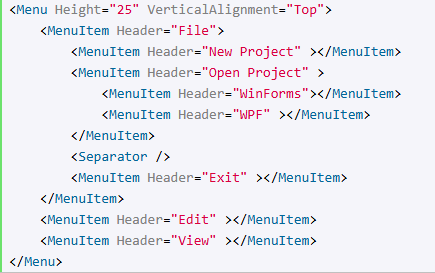 <Menu Height="25" VerticalAlignment="Top">
    <MenuItem Header="File">
        <MenuItem Header="New Project" ></MenuItem>
        <MenuItem Header="Open Project" >
            <MenuItem Header="WinForms"></MenuItem>
            <MenuItem Header="WPF" ></MenuItem>
        </MenuItem>
        <Separator />
        <MenuItem Header="Exit" ></MenuItem>
    </MenuItem>
    <MenuItem Header="Edit" ></MenuItem>
    <MenuItem Header="View" ></MenuItem>
</Menu>